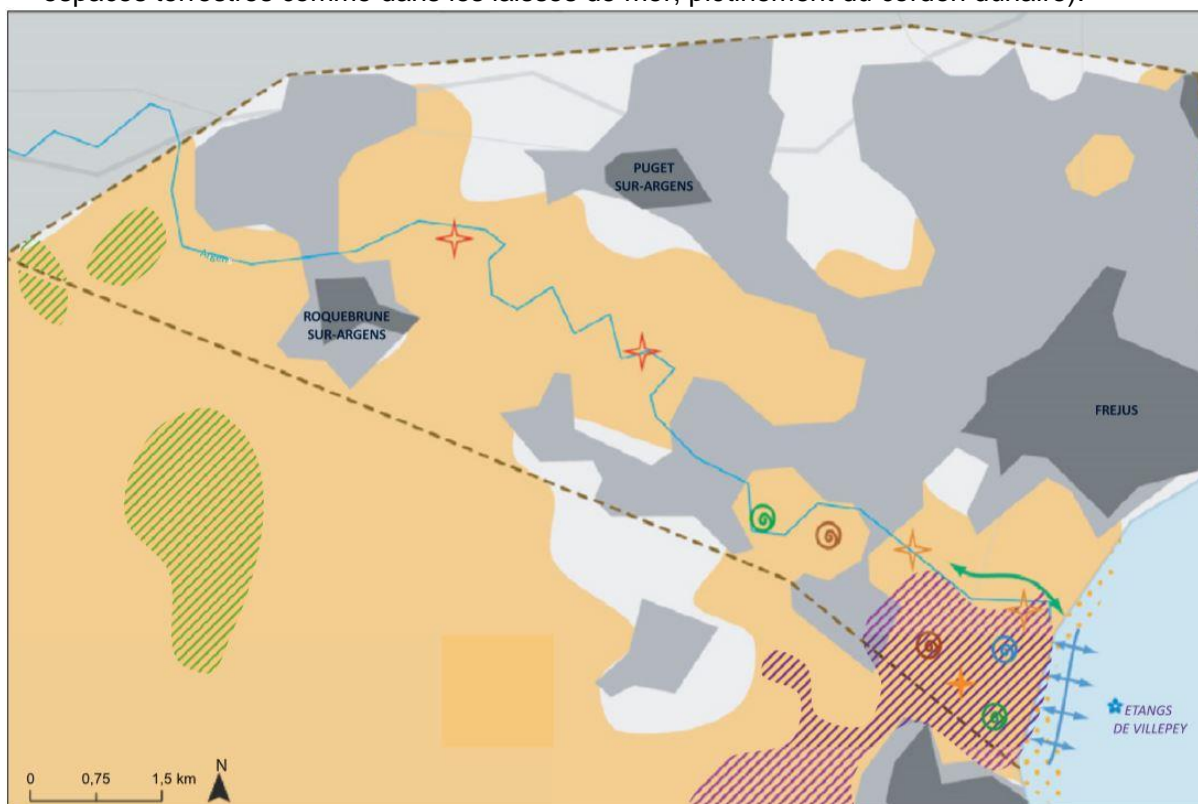 espaces terrestres comme dans les laisses de mer, piétinement du cordon dunaire).
PUGET
SUR-ARGENS
Argens
ROQUEBRUNE
SUR-ARGENS
FREJUS
ETANGS
DE VILLEPEY
0 0,75 1,5 km
N